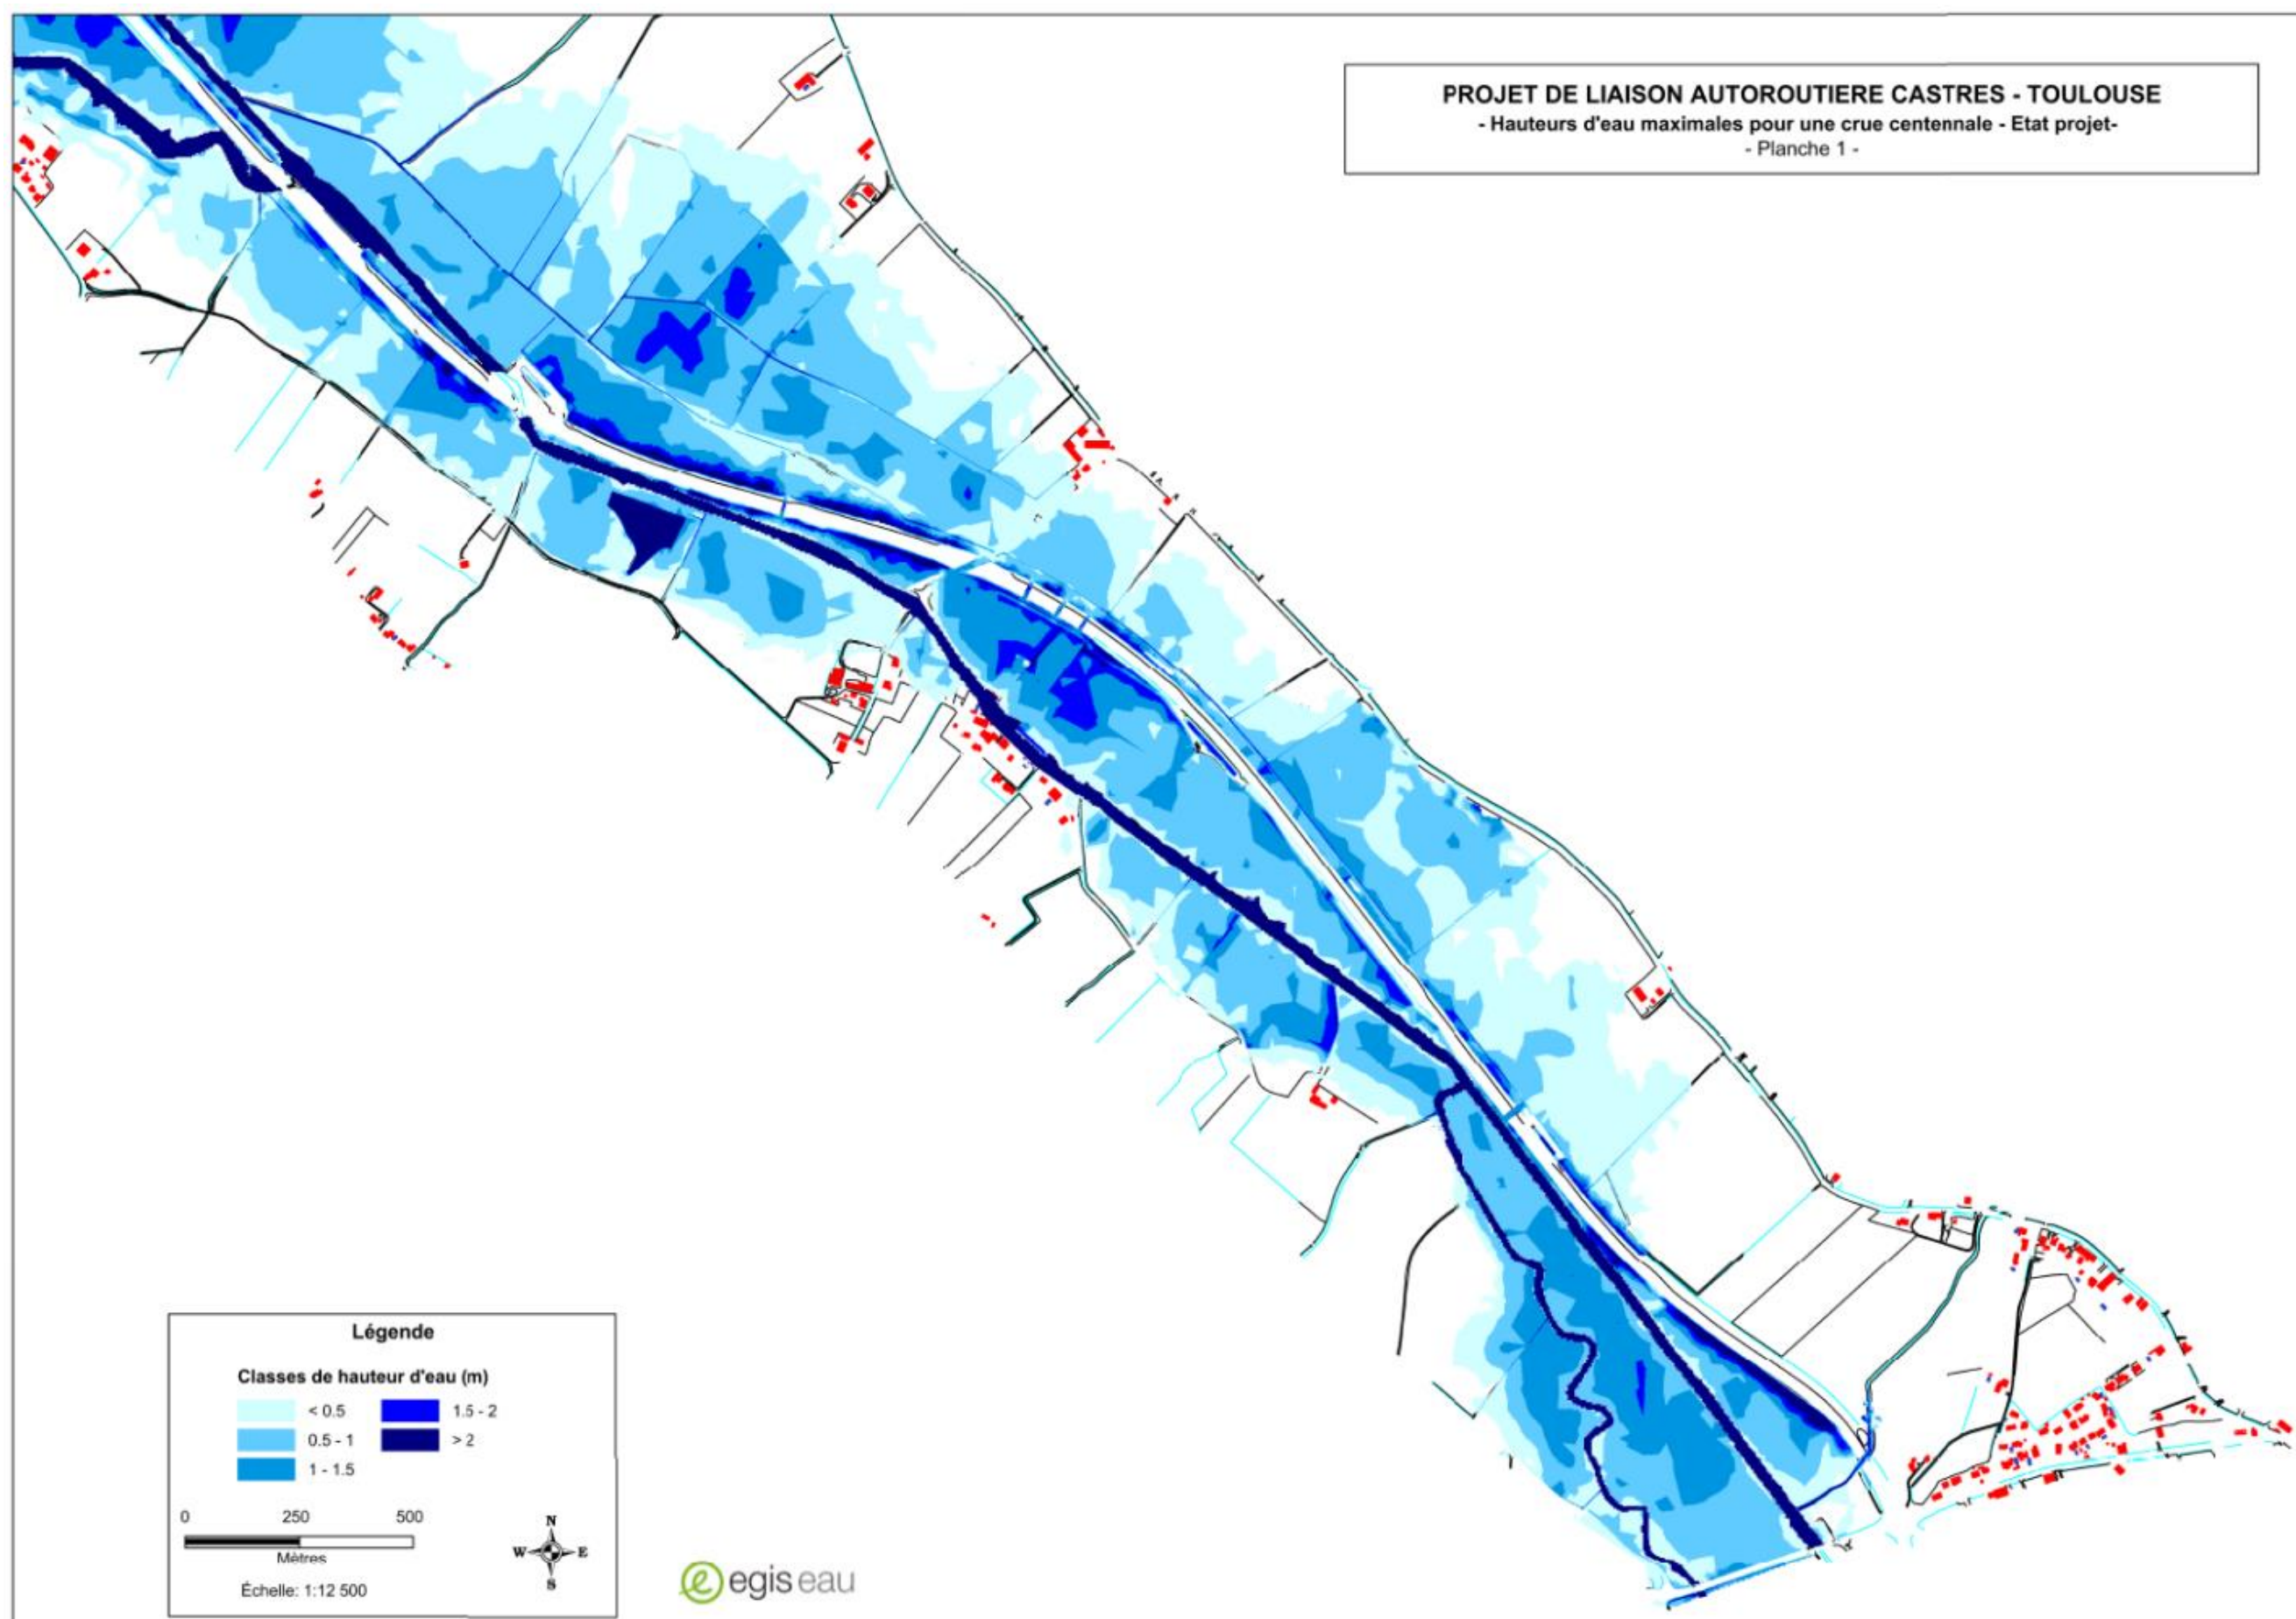 PROJET DE LIAISON AUTOROUTIERE CASTRES - TOULOUSE
- Hauteurs d'eau maximales pour une crue centennale - Etat projet-
- Planche 1 -
Légende
Classes de hauteur d'eau (m)
< 0.5
1.5 - 2
0.5 - 1
> 2
1 - 1.5
0 250 500
Mètres
N
W E
S
Échelle: 1:12 500
egis eau